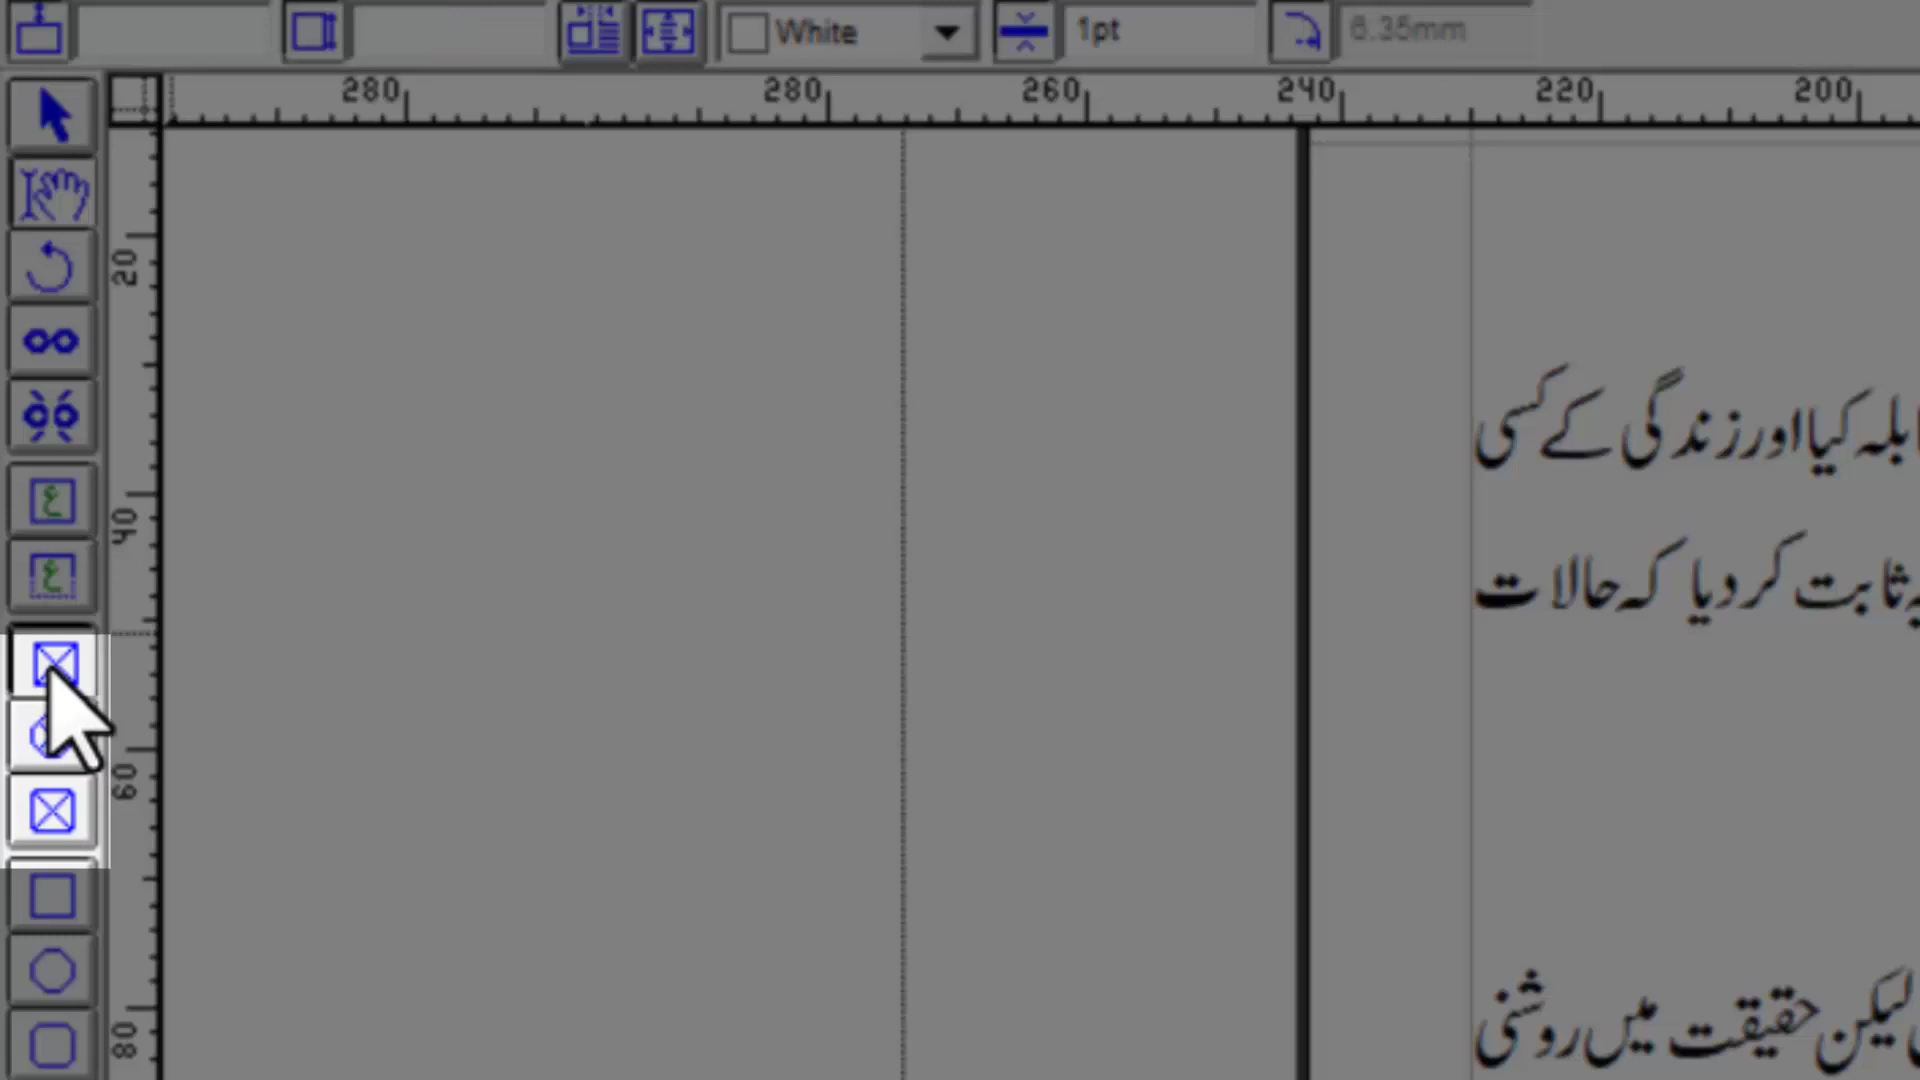 White 1pt 6.35mm
280 280 260 240 220 200
20
40
60
80
ع
ع
بلہ کیا اور زندگی کے کسی
ثابت کر دیا کہ حالات
لیکن حقیقت میں روشنی